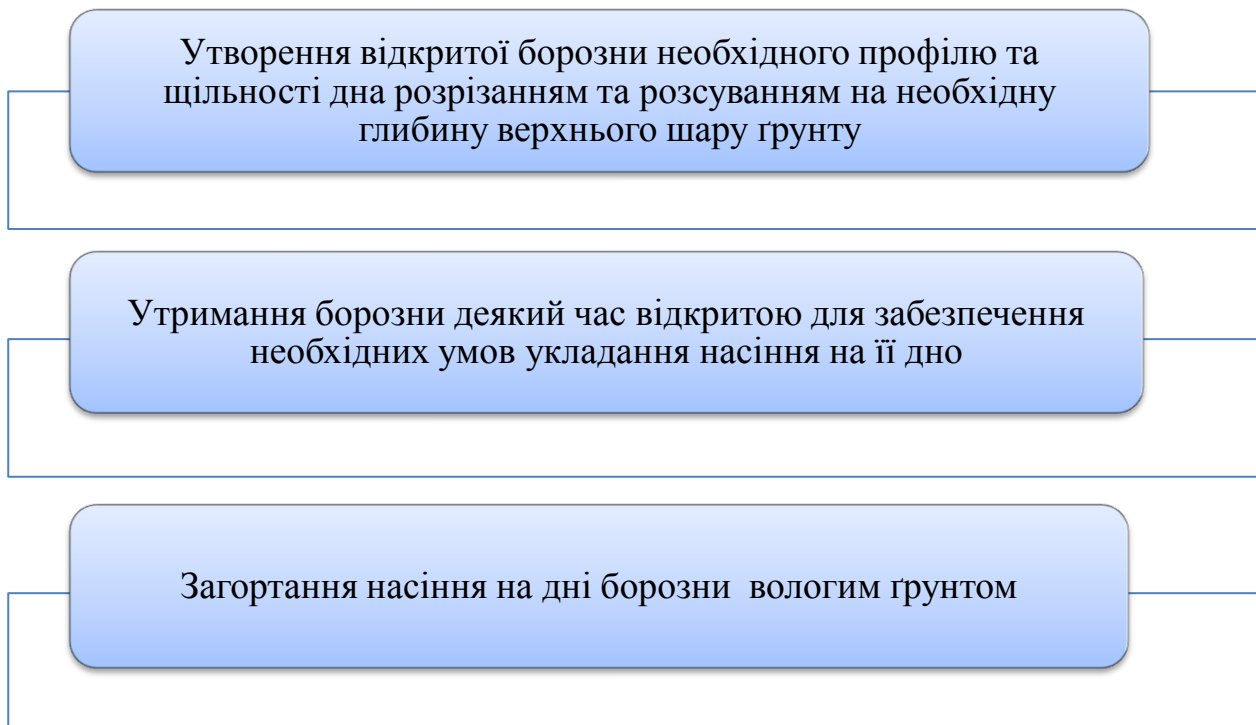 Утворення відкритої борозни необхідного профілю та
щільності дна розрізанням та розсуванням на необхідну
глибину верхнього шару ґрунту
Утримання борозни деякий час відкритою для забезпечення
необхідних умов укладання насіння на її дно
Загортання насіння на дні борозни вологим ґрунтом